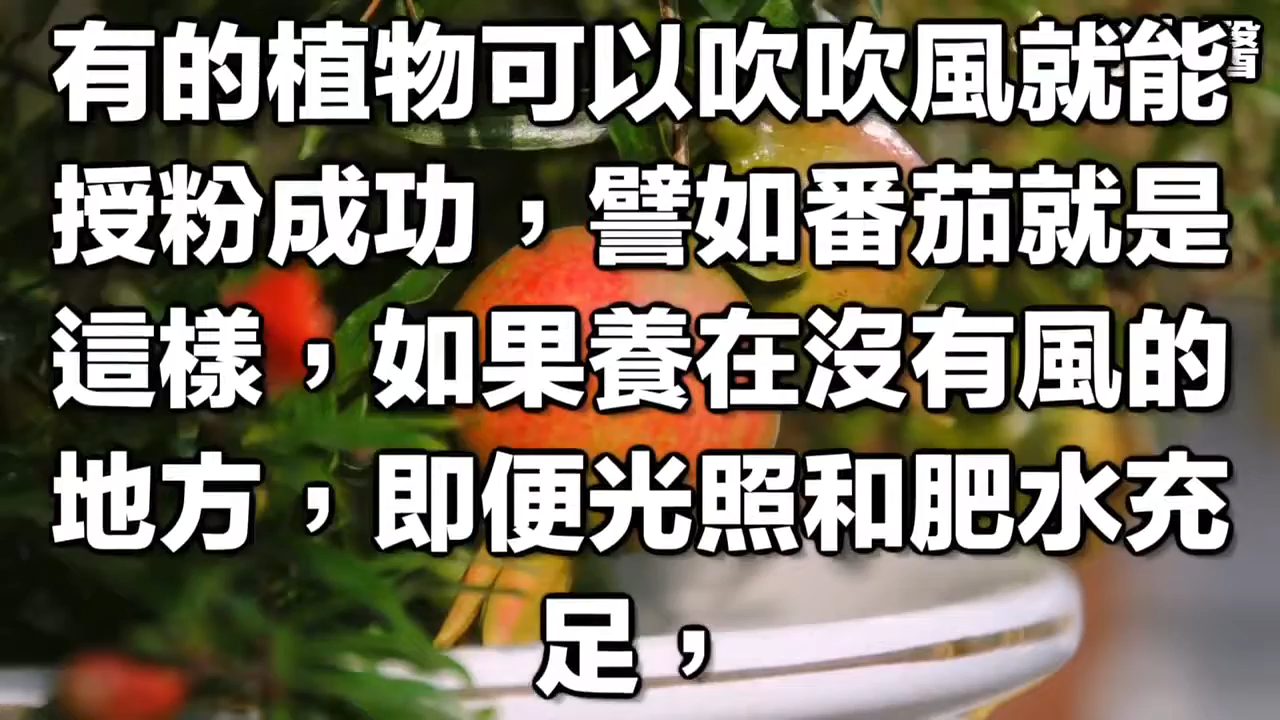 有的植物可以吹吹風就能
授粉成功，譬如番茄就是
這樣，如果養在沒有風的
地方，即便光照和肥水充
足，